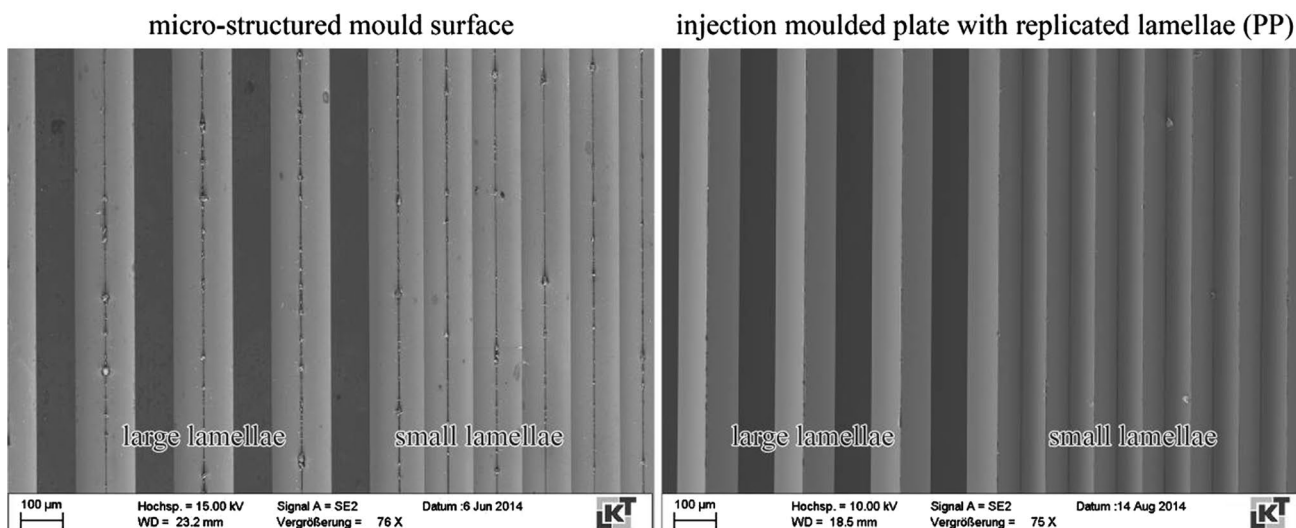 micro-structured mould surface
injection moulded plate with replicated lamellae (PP)
large lamellae
small lamellae
large lamellae
small lamellae
100 µm
Hochsp. = 15.00 kV
Signal A = SE2
Datum :6 Jun 2014
WD = 23.2 mm
Vergrößerung = 76 X
LKT
100 µm
Hochsp. = 10.00 kV
Signal A = SE2
Datum :14 Aug 2014
WD = 18.5 mm
Vergrößerung = 75 X
LKT